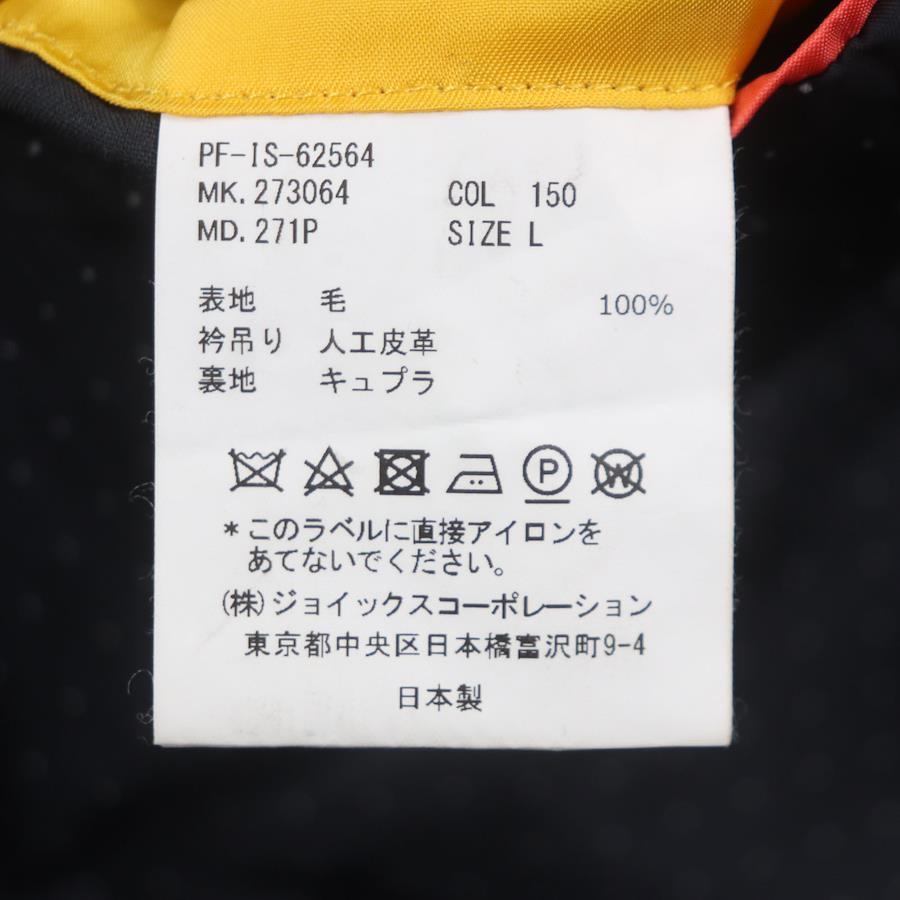 PF-IS-62564
MK. 273064 COL 150
MD. 271P SIZE L
表地 毛 100%
衿吊り 人工皮革
裏地 キュプラ
P W
*このラベルに直接アイロンを
あてないでください。
(株)ジョイックスコーポレーション
東京都中央区日本橋富沢町9-4
日本製